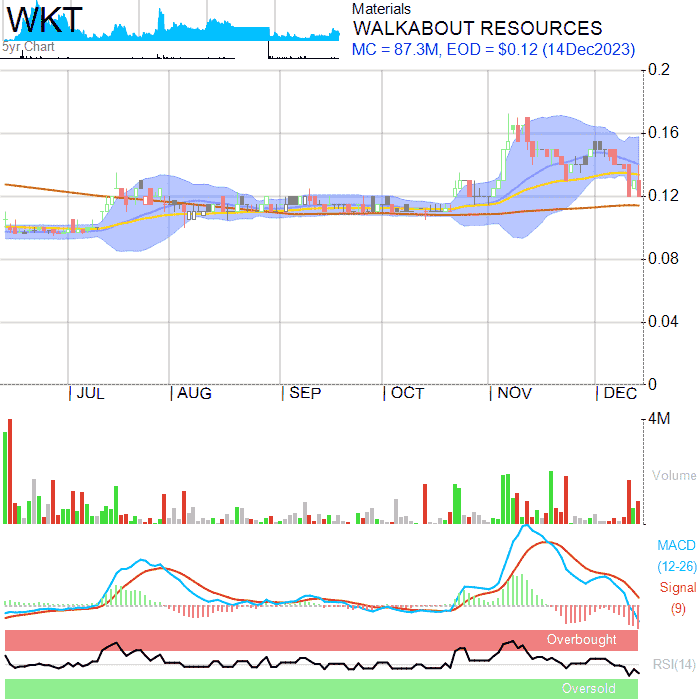 WKT
5yr Chart
Materials
WALKABOUT RESOURCES
MC = 87.3M, EOD = $0.12 (14Dec2023)
0.2
0.16
0.12
0.08
0.04
0
JUL AUG SEP OCT NOV DEC
4M
Volume
MACD
(12-26)
Signal
(9)
Overbought
RSI(14)
Oversold